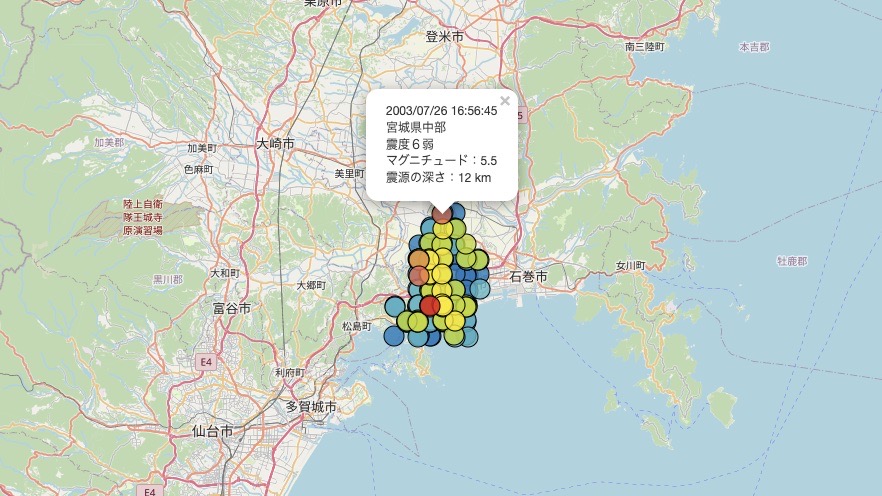 栗原市
登米市
南三陸町
本吉郡
×
2003/07/26 16:56:45
宮城県中部
震度６弱
マグニチュード：5.5
震源の深さ：12 km
加美郡
加美町
大崎市
色麻町
美里町
陸上自衛
隊王城寺
原演習場
大和町
黒川郡
大郷町
石巻市
女川町
牡鹿郡
富谷市
松島町
E4
利府町
多賀城市
仙台市
E4